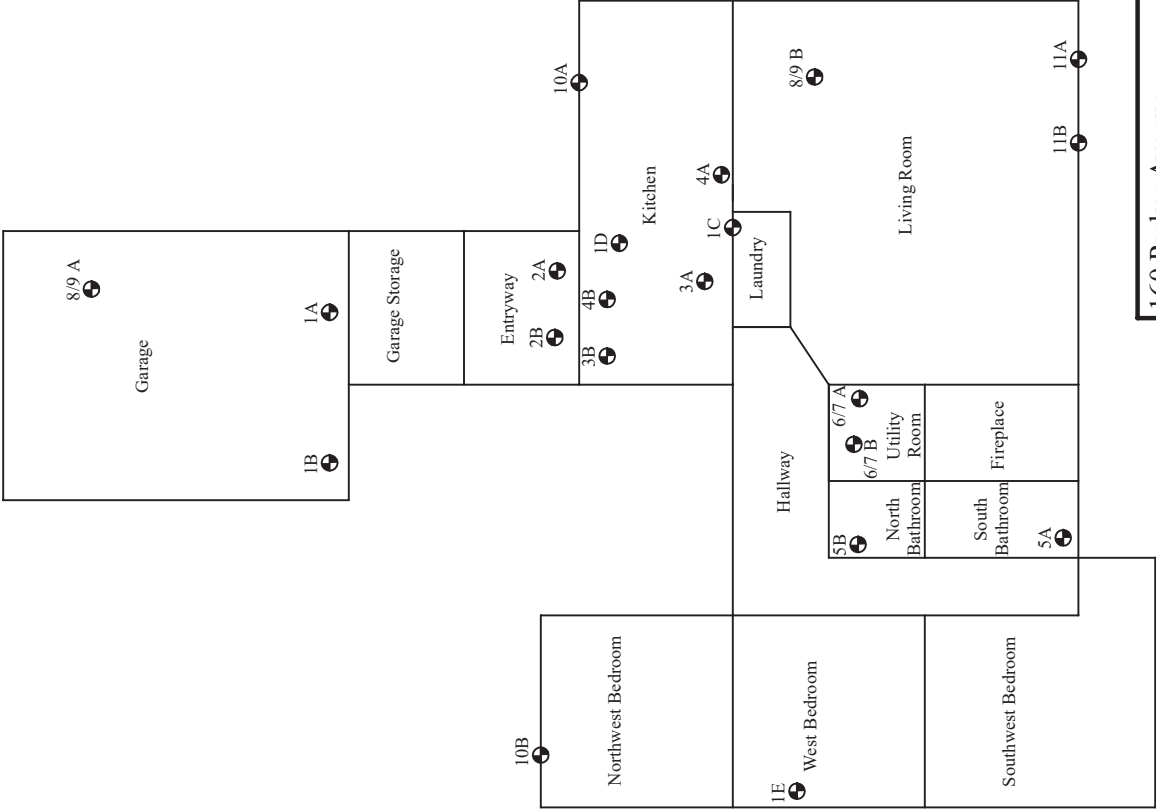 8/9 A
Garage
1A
1B
Garage Storage
Entryway
2A
2B
10A
Kitchen
1D
4B
3B
3A
4A
1C
Laundry
8/9 B
Living Room
11A
11B
Hallway
6/7 A
6/7 B
Utility
Room
Fireplace
5B
North
Bathroom
South
Bathroom
5A
10B
Northwest Bedroom
1E
West Bedroom
Southwest Bedroom
160